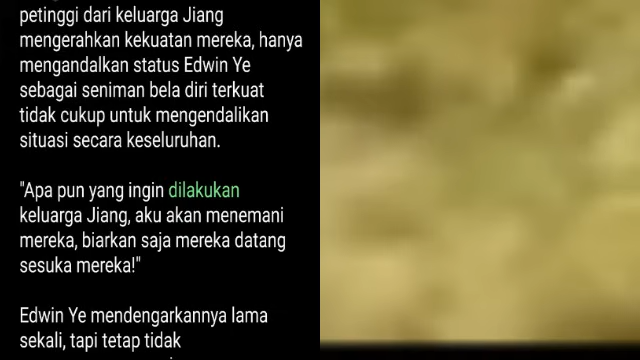 petinggi dari keluarga Jiang
mengerahkan kekuatan mereka, hanya
mengandalkan status Edwin Ye
sebagai seniman bela diri terkuat
tidak cukup untuk mengendalikan
situasi secara keseluruhan.
"Apa pun yang ingin dilakukan
keluarga Jiang, aku akan menemani
mereka, biarkan saja mereka datang
sesuka mereka!"
Edwin Ye mendengarkannya lama
sekali, tapi tetap tidak